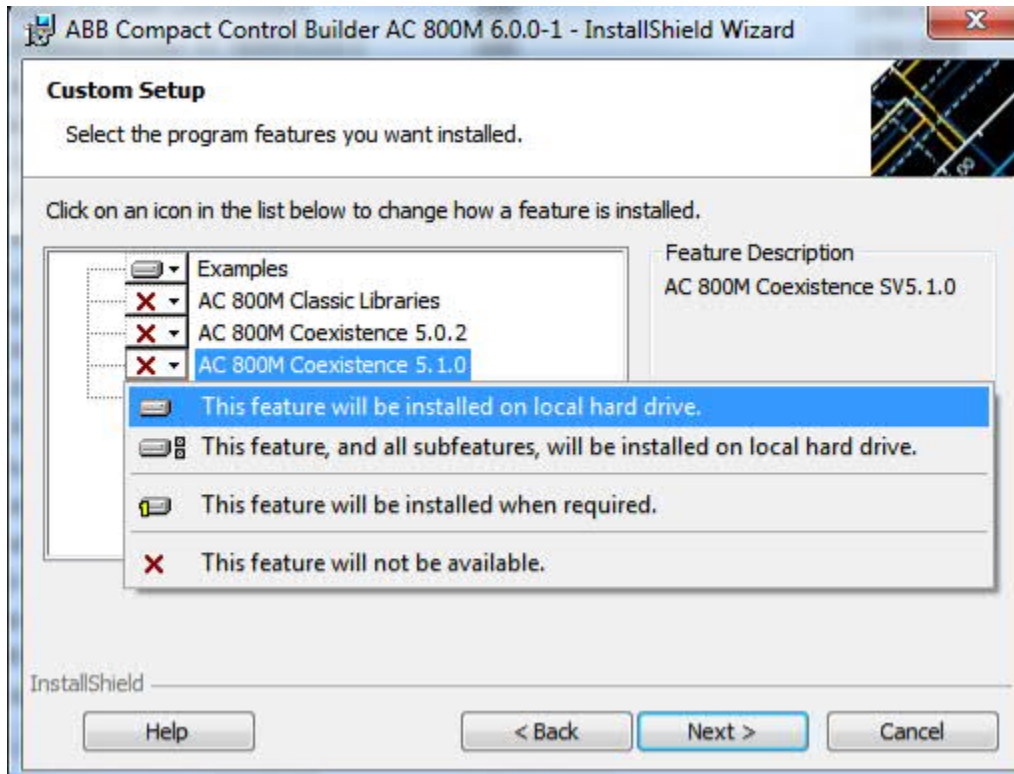 ABB Compact Control Builder AC 800M 6.0.0-1 - InstallShield Wizard
Custom Setup
Select the program features you want installed.
Click on an icon in the list below to change how a feature is installed.
Feature Description
Examples
AC 800M Coexistence SV5.1.0
AC 800M Classic Libraries
AC 800M Coexistence 5.0.2
AC 800M Coexistence 5.1.0
This feature will be installed on local hard drive.
This feature, and all subfeatures, will be installed on local hard drive.
This feature will be installed when required.
This feature will not be available.
InstallShield
Help
< Back
Next >
Cancel